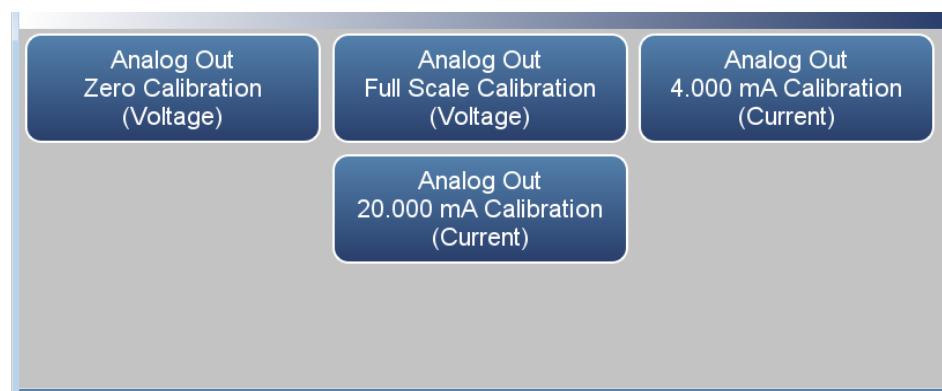 Analog Out
Zero Calibration
(Voltage)
Analog Out
Full Scale Calibration
(Voltage)
Analog Out
4.000 mA Calibration
(Current)
Analog Out
20.000 mA Calibration
(Current)